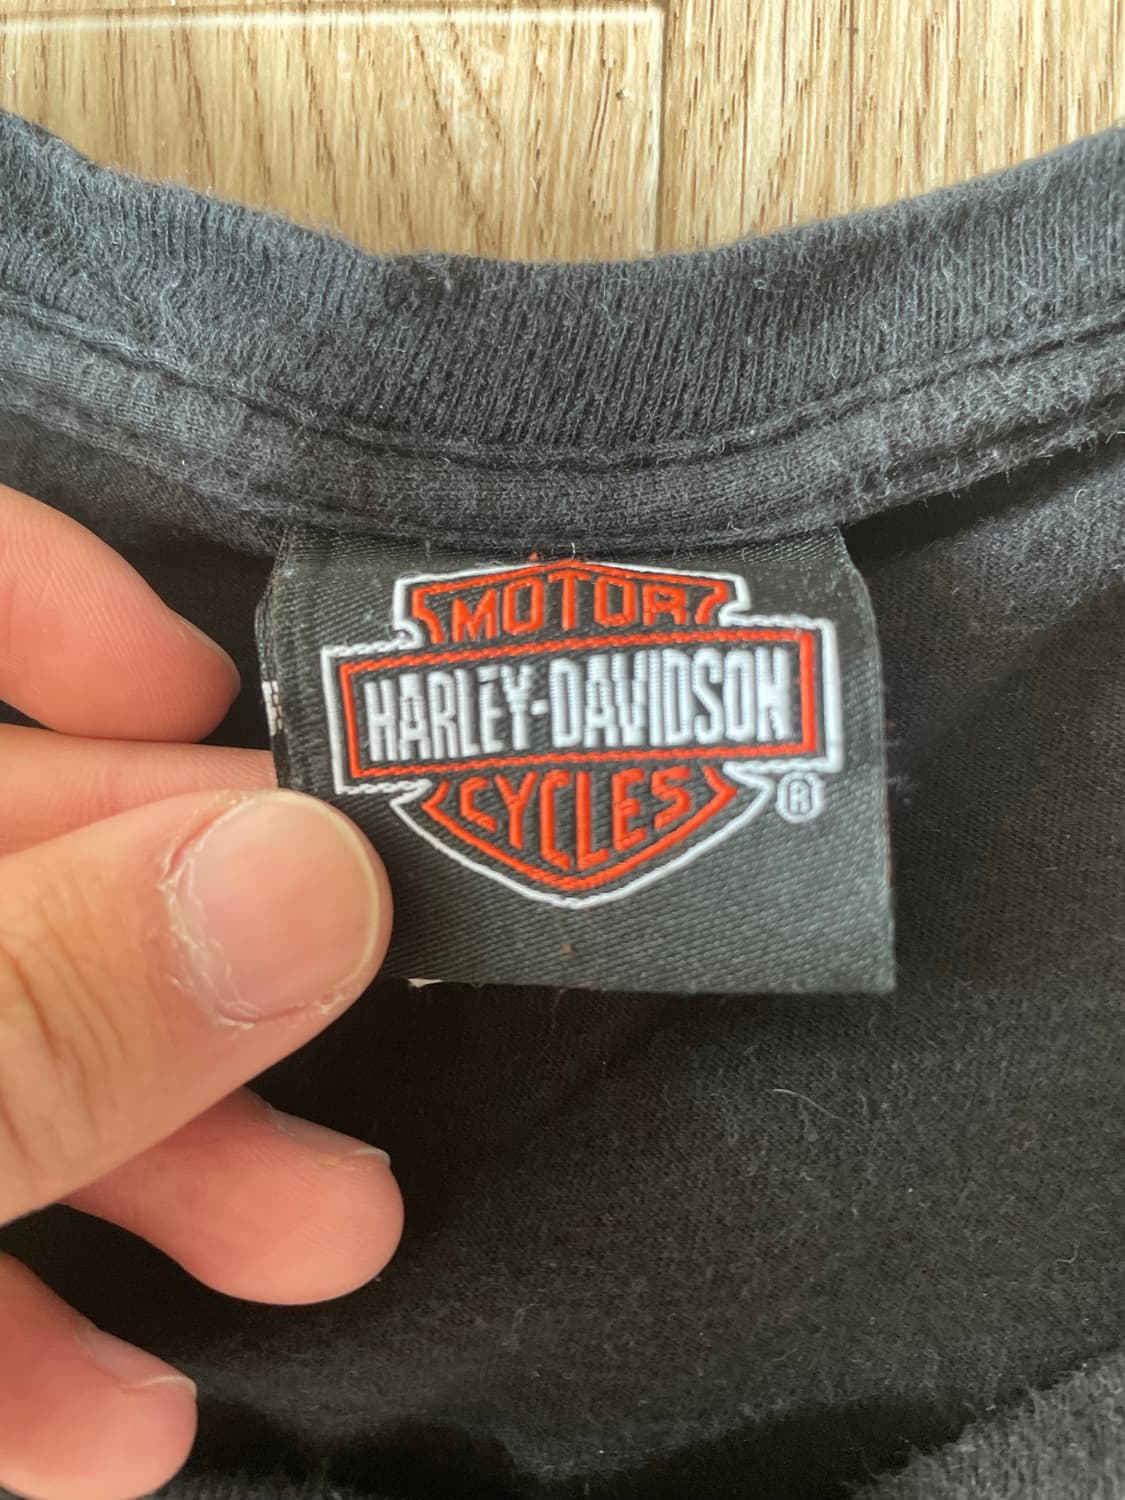 MOTOR
HARLEY-DAVIDSON
CYCLES
®